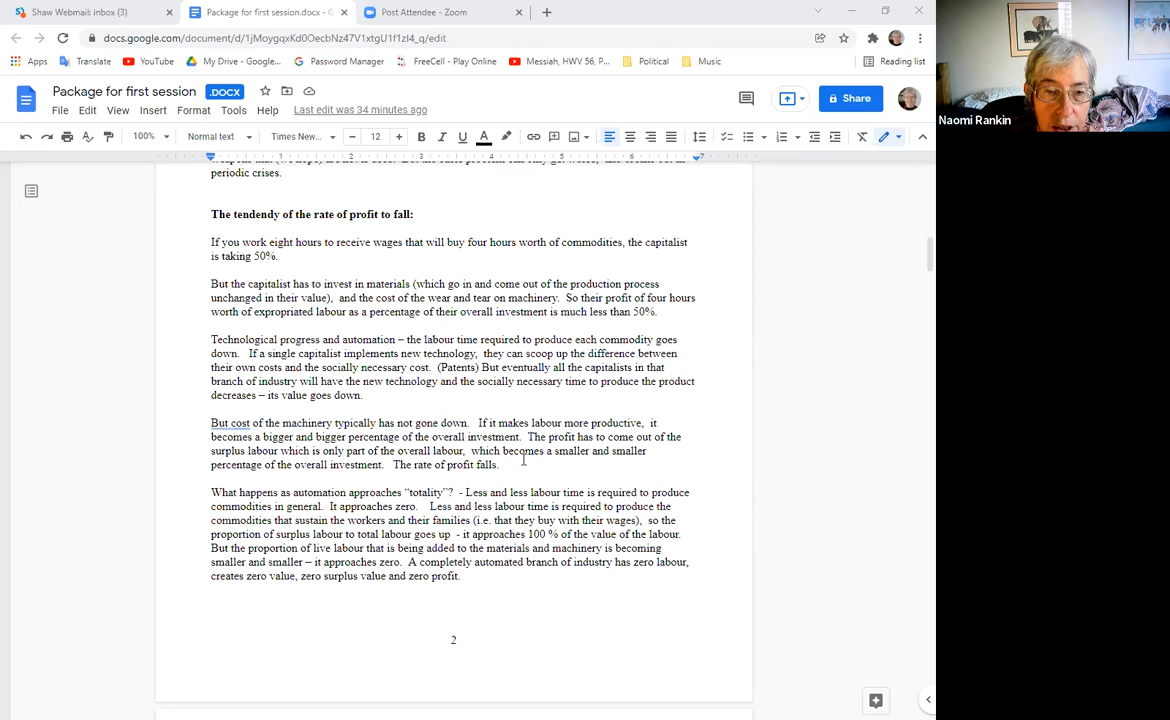 Shaw Webmail: inbox (3)
Package for first session.docx - G
Post Attendee - Zoom
docs.google.com/document/d/1jMoygqxKd0OecbNz47V1xtgU1f1zI4_q/edit
Apps
Translate
YouTube
My Drive - Google...
Password Manager
FreeCell - Play Online
Messiah, HWV 56, P...
Political
Music
Reading list
Package for first session .DOCX
File Edit View Insert Format Tools Help Last edit was 34 minutes ago
Share
100% Normal text Times New... 12
1 2 3 4 5 6 7
periodic crises.
The tendedy of the rate of profit to fall:
If you work eight hours to receive wages that will buy four hours worth of commodities, the capitalist
is taking 50%.
But the capitalist has to invest in materials (which go in and come out of the production process
unchanged in their value), and the cost of the wear and tear on machinery. So their profit of four hours
worth of expropriated labour as a percentage of their overall investment is much less than 50%.
Technological progress and automation – the labour time required to produce each commodity goes
down. If a single capitalist implements new technology, they can scoop up the difference between
their own costs and the socially necessary cost. (Patents) But eventually all the capitalists in that
branch of industry will have the new technology and the socially necessary time to produce the product
decreases – its value goes down.
But cost of the machinery typically has not gone down. If it makes labour more productive, it
becomes a bigger and bigger percentage of the overall investment. The profit has to come out of the
surplus labour which is only part of the overall labour, which becomes a smaller and smaller
percentage of the overall investment. The rate of profit falls.
What happens as automation approaches “totality”? - Less and less labour time is required to produce
commodities in general. It approaches zero. Less and less labour time is required to produce the
commodities that sustain the workers and their families (i.e. that they buy with their wages), so the
proportion of surplus labour to total labour goes up - it approaches 100 % of the value of the labour.
But the proportion of live labour that is being added to the materials and machinery is becoming
smaller and smaller – it approaches zero. A completely automated branch of industry has zero labour,
creates zero value, zero surplus value and zero profit.
2
Naomi Rankin